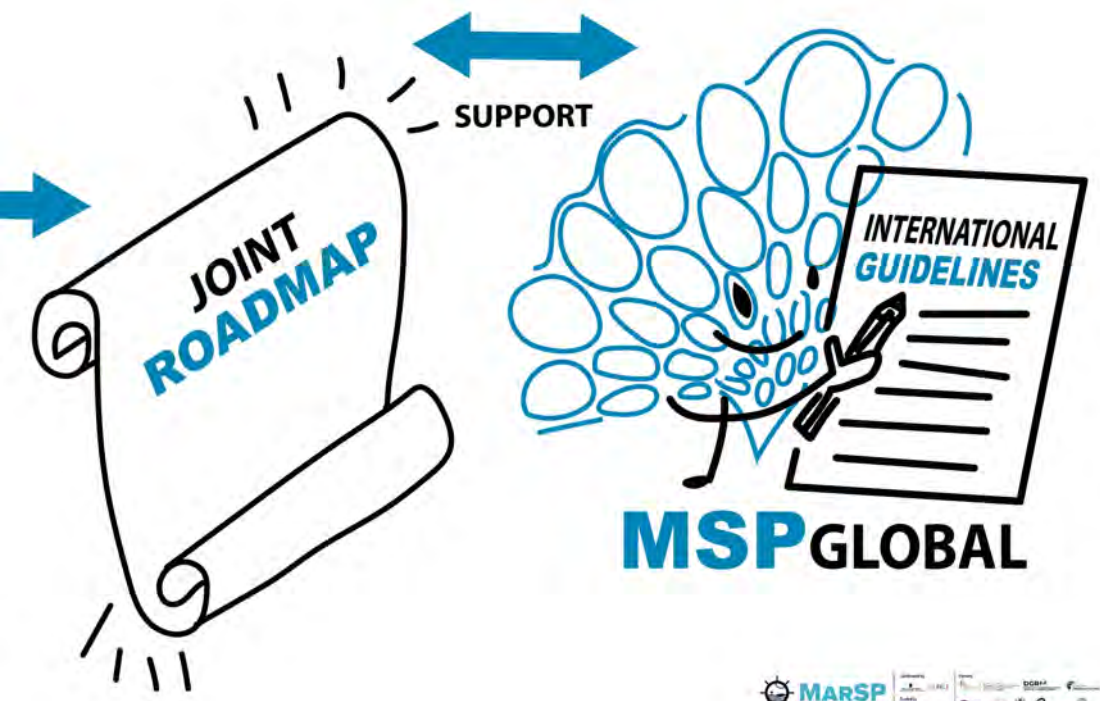 SUPPORT
JOINT
ROADMAP
INTERNATIONAL
GUIDELINES
MSPGLOBAL
MARSP